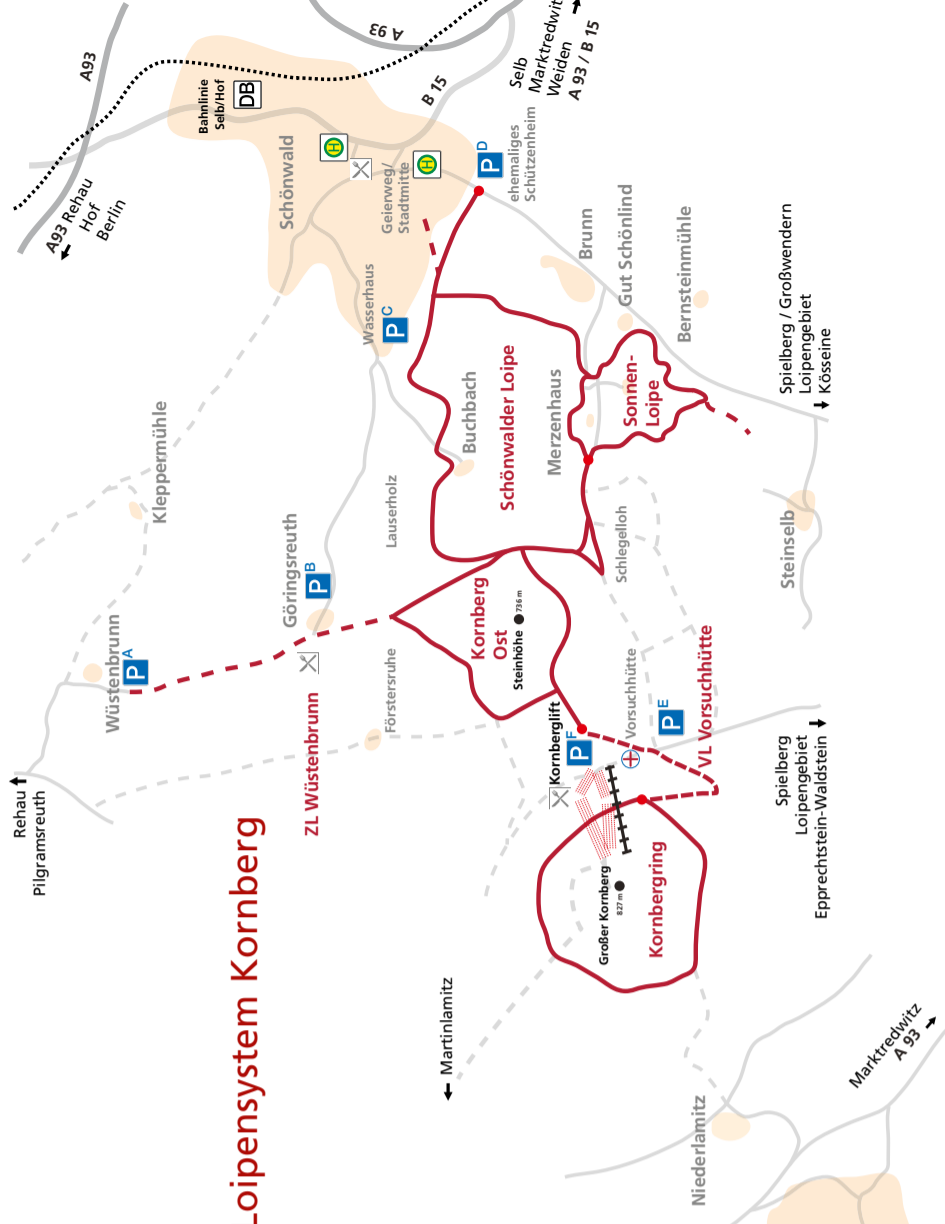 Loipensystem Kornberg
Rehau
Pilgramsreuth
Wüstenbrunn
P A
Kleppermühle
A93 Rehau
Hof
Berlin
A93
Bahnlinie
Selb/Hof
DB
A 93
B 15
Selb
Marktredwitz
Weiden
A 93 / B 15
Schönwald
H
H
Geierweg/
Stadtmitte
P D
ehemaliges
Schützenheim
Wasserhaus
P C
Göringsreuth
P B
Lauserholz
Buchbach
Schönwalder Loipe
Merzenhaus
Sonnen-
Loipe
Brunn
Gut Schönlind
Bernsteinmühle
Spielberg / Großwendern
Loipengebiet
Kösseine
ZL Wüstenbrunn
Förstersruhe
Kornberg
Ost
Steinhöhe
736 m
Schlegelloh
Steinselb
Kornberglift
P F
Vorsuchhütte
P E
VL Vorsuchhütte
Großer Kornberg
827 m
Kornbergring
Spielberg
Loipengebiet
Epprechtstein-Waldstein
Martinlamitz
Niederlamitz
Marktredwitz
A 93